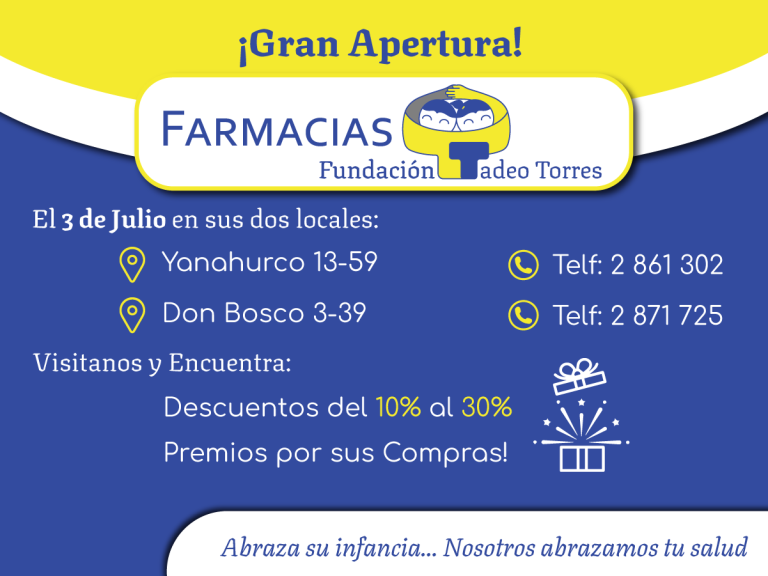 ¡Gran Apertura!
FARMACIAS
Fundación Tadeo Torres
El 3 de Julio en sus dos locales:
Yanahurco 13-59
Telf: 2 861 302
Don Bosco 3-39
Telf: 2 871 725
Visitanos y Encuentra:
Descuentos del 10% al 30%
Premios por sus Compras!
Abraza su infancia... Nosotros abrazamos tu salud